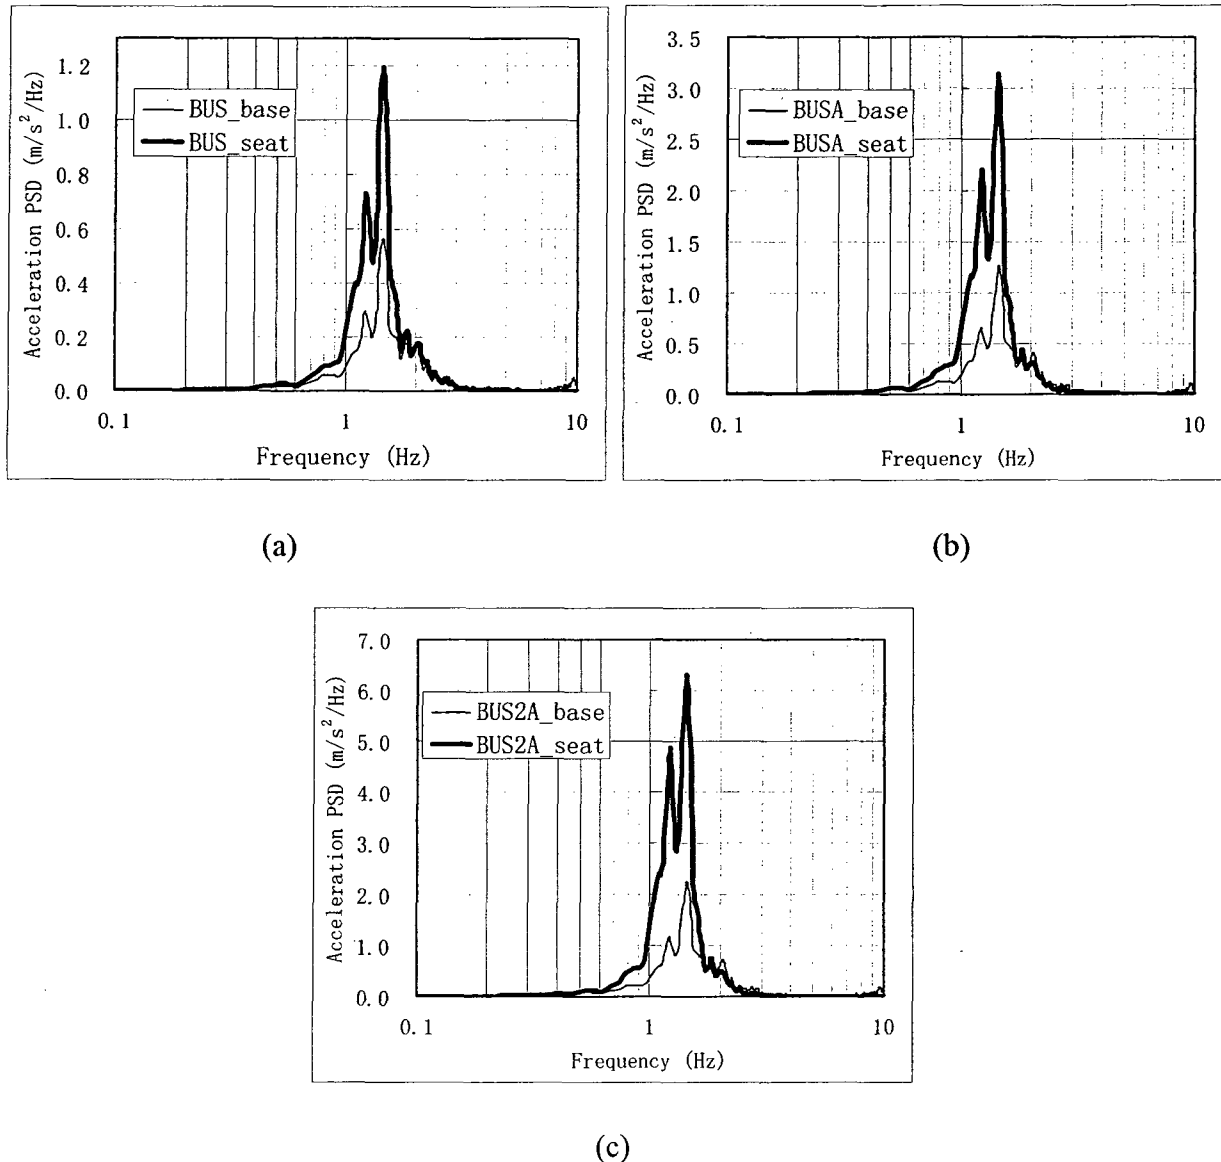 Acceleration PSD (m/s²/Hz)
1.2
1.0
0.8
0.6
0.4
0.2
0.0
BUS_base
BUS_seat
0.1 1 10
Frequency (Hz)
(a)
Acceleration PSD (m/s²/Hz)
3.5
3.0
2.5
2.0
1.5
1.0
0.5
0.0
BUSA_base
BUSA_seat
0.1 1 10
Frequency (Hz)
(b)
Acceleration PSD (m/s²/Hz)
7.0
6.0
5.0
4.0
3.0
2.0
1.0
0.0
BUS2A_base
BUS2A_seat
0.1 1 10
Frequency (Hz)
(c)